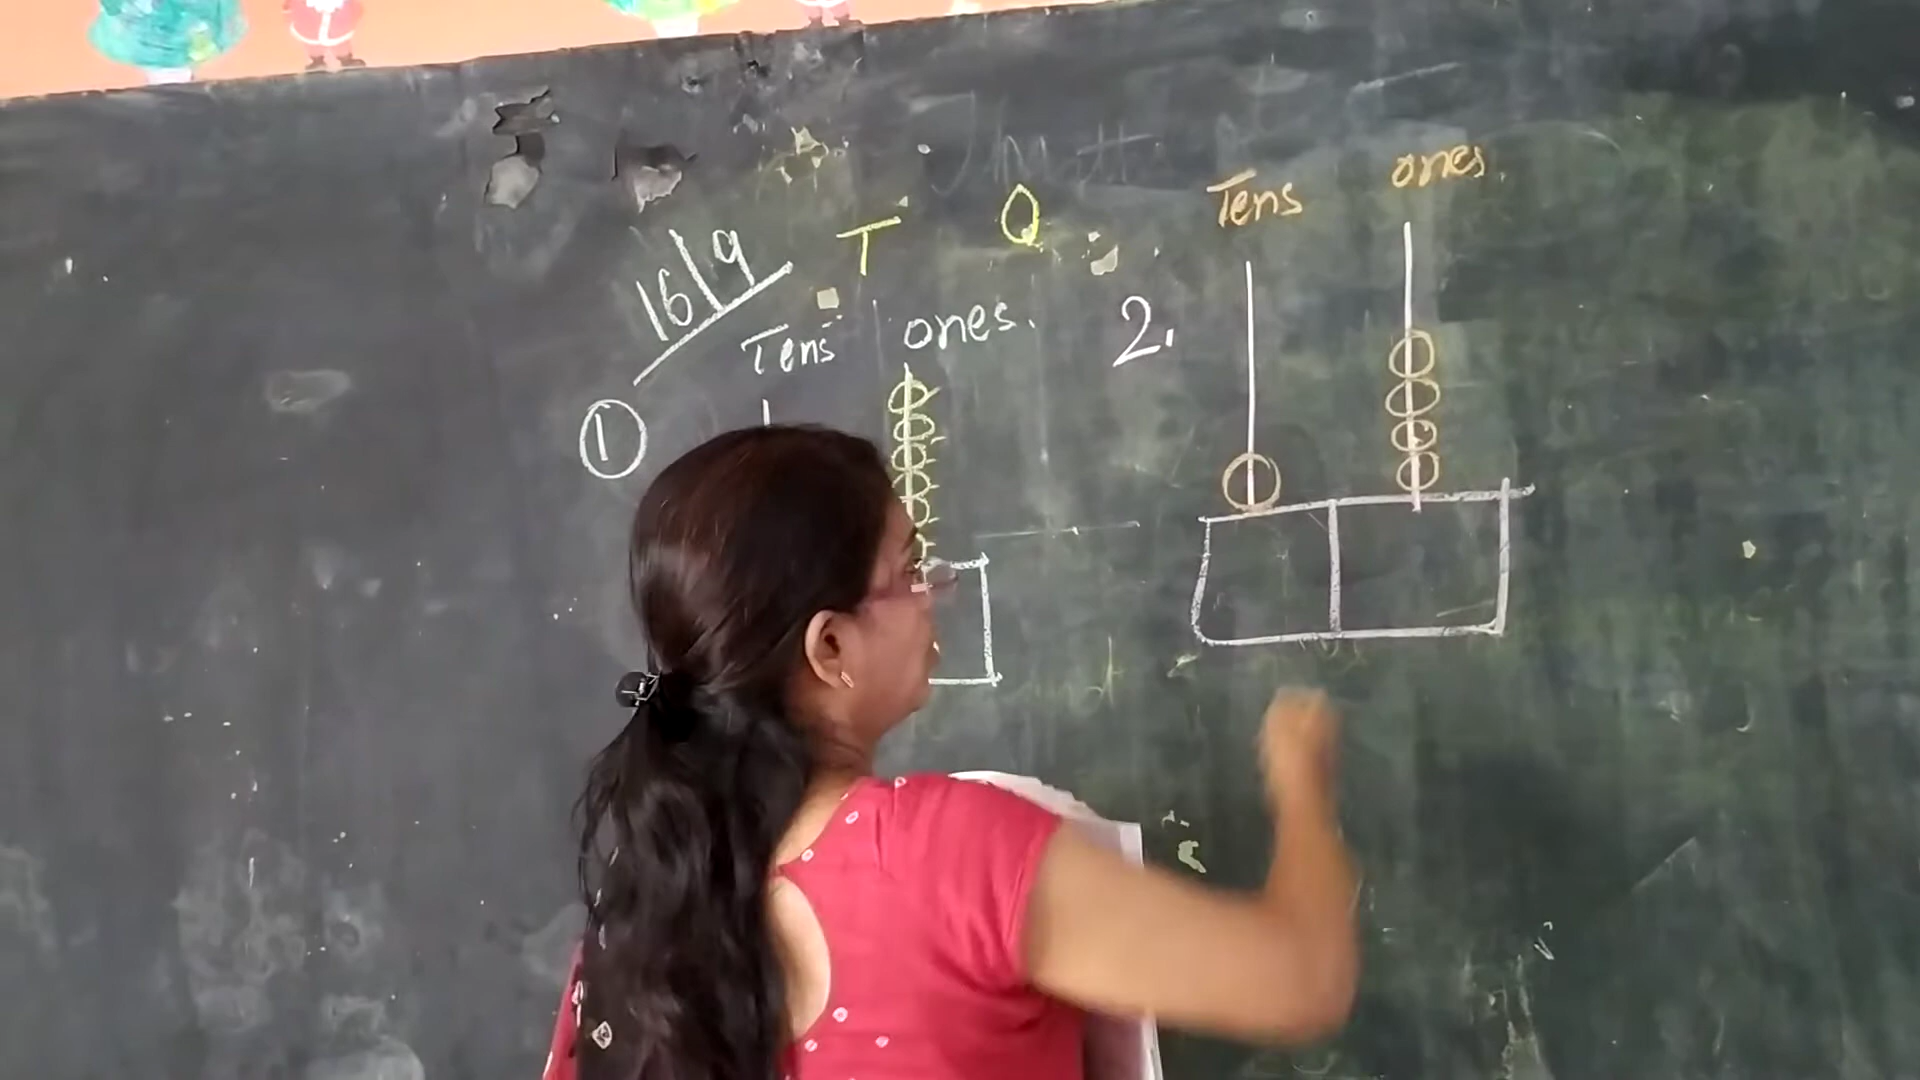 16|9
T O
Tens ones.
①
2.
Tens ones.